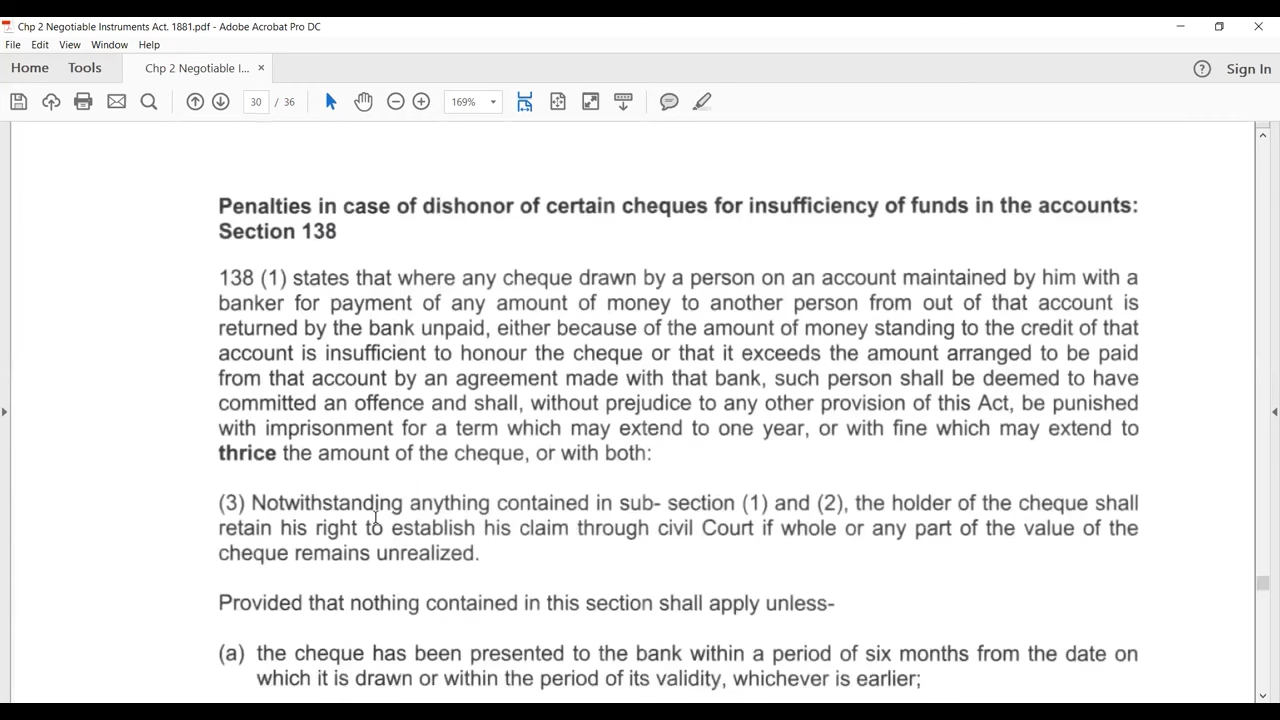 Chp 2 Negotiable Instruments Act. 1881.pdf - Adobe Acrobat Pro DC
File Edit View Window Help
Home Tools Chp 2 Negotiable I... × Sign In
30 / 36 169%
Penalties in case of dishonor of certain cheques for insufficiency of funds in the accounts:
Section 138
138 (1) states that where any cheque drawn by a person on an account maintained by him with a
banker for payment of any amount of money to another person from out of that account is
returned by the bank unpaid, either because of the amount of money standing to the credit of that
account is insufficient to honour the cheque or that it exceeds the amount arranged to be paid
from that account by an agreement made with that bank, such person shall be deemed to have
committed an offence and shall, without prejudice to any other provision of this Act, be punished
with imprisonment for a term which may extend to one year, or with fine which may extend to
thrice the amount of the cheque, or with both:
(3) Notwithstanding anything contained in sub- section (1) and (2), the holder of the cheque shall
retain his right to establish his claim through civil Court if whole or any part of the value of the
cheque remains unrealized.
Provided that nothing contained in this section shall apply unless-
(a) the cheque has been presented to the bank within a period of six months from the date on
which it is drawn or within the period of its validity, whichever is earlier;